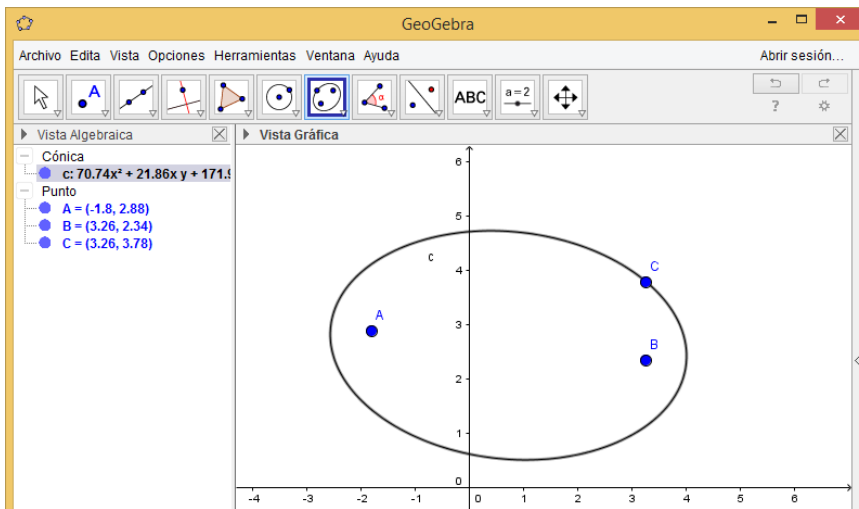 GeoGebra
Archivo Edita Vista Opciones Herramientas Ventana Ayuda Abrir sesión...
A ABC a=2
Vista Algebraica
Vista Gráfica
Cónica
c: 70.74x² + 21.86x y + 171.9
Punto
A = (-1.8, 2.88)
B = (3.26, 2.34)
C = (3.26, 3.78)
6
5
c
4
C
A
3
B
2
1
0
-4 -3 -2 -1 0 1 2 3 4 5 6